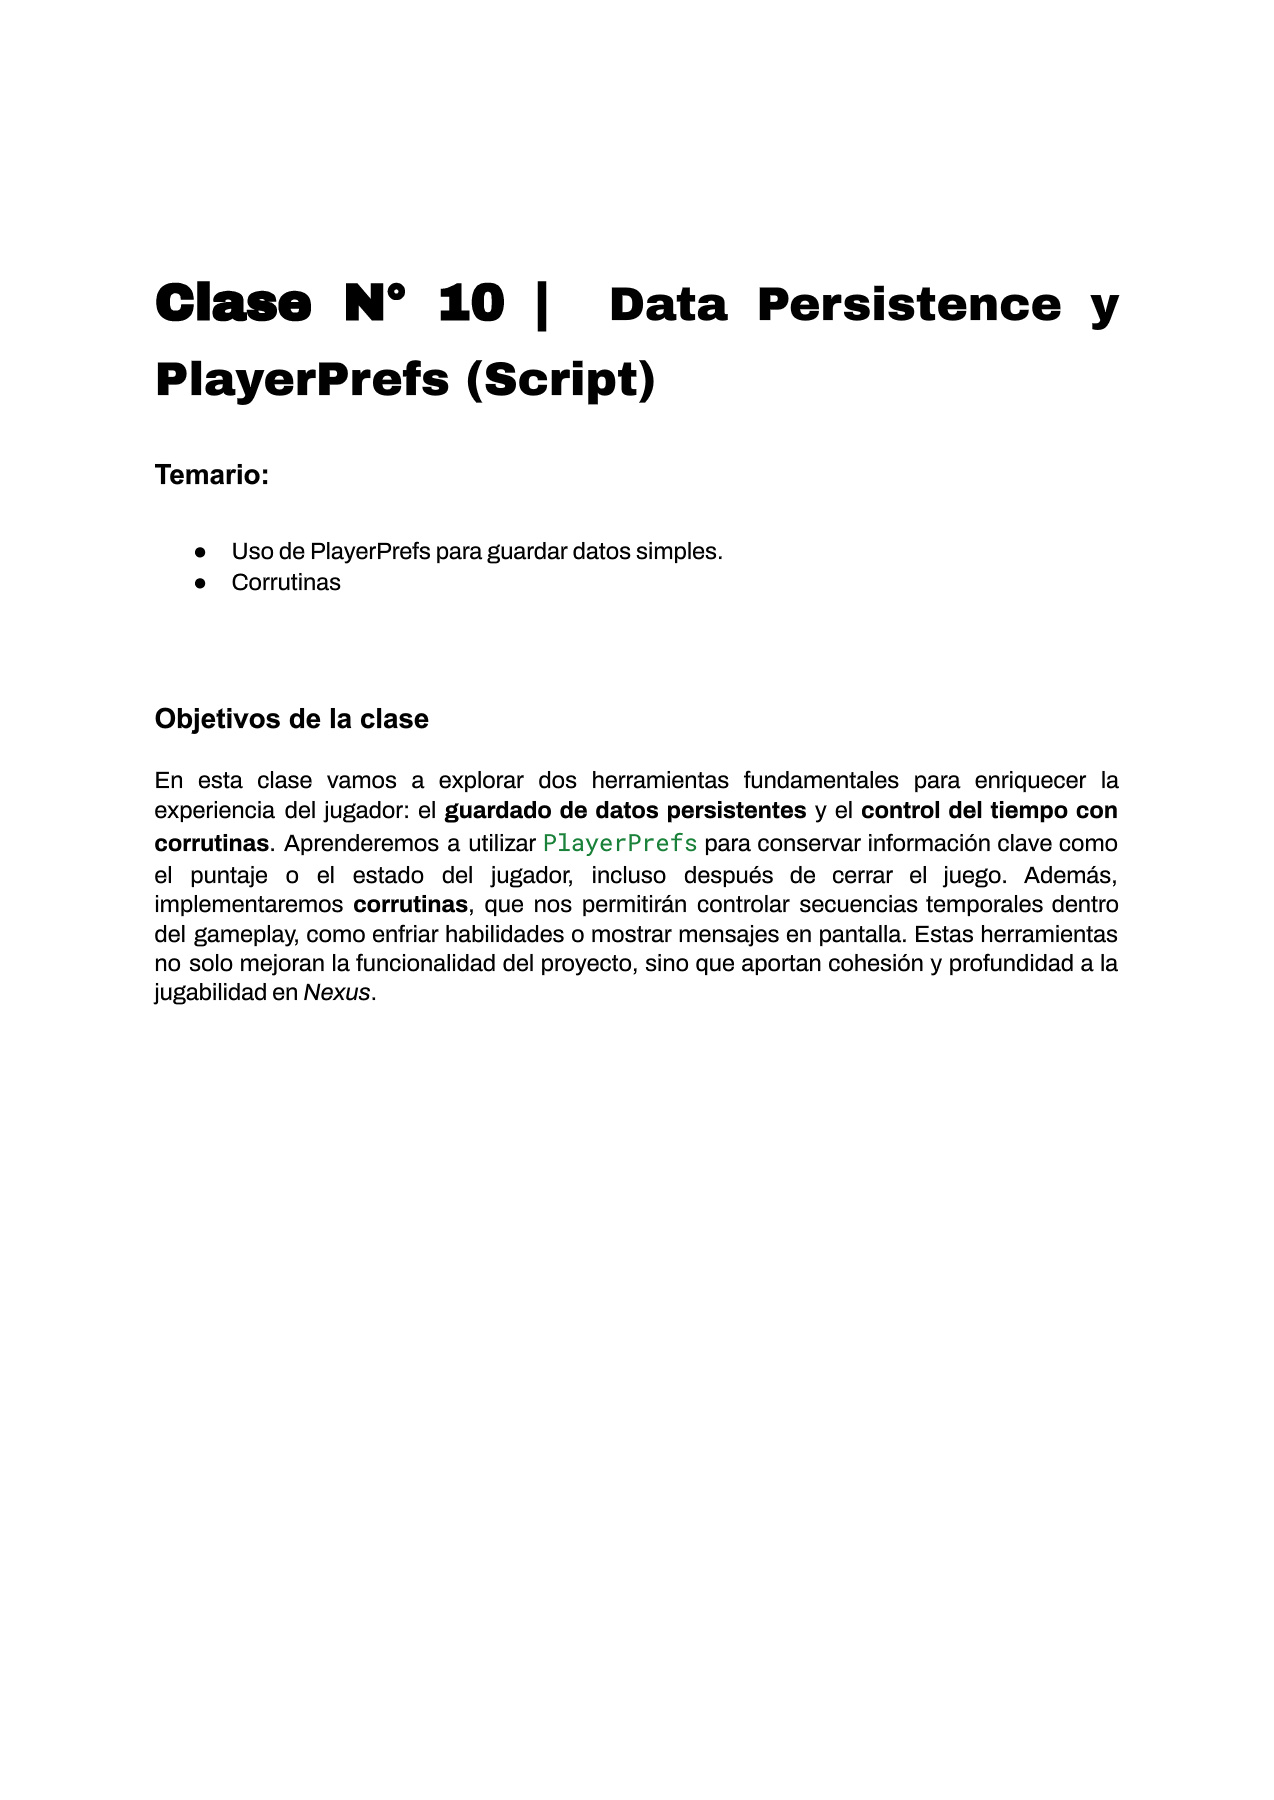 Clase N° 10 | Data Persistence y
PlayerPrefs (Script)
Temario:
● Uso de PlayerPrefs para guardar datos simples.
● Corrutinas
Objetivos de la clase
En esta clase vamos a explorar dos herramientas fundamentales para enriquecer la
experiencia del jugador: el guardado de datos persistentes y el control del tiempo con
corrutinas. Aprenderemos a utilizar PlayerPrefs para conservar información clave como
el puntaje o el estado del jugador, incluso después de cerrar el juego. Además,
implementaremos corrutinas, que nos permitirán controlar secuencias temporales dentro
del gameplay, como enfriar habilidades o mostrar mensajes en pantalla. Estas herramientas
no solo mejoran la funcionalidad del proyecto, sino que aportan cohesión y profundidad a la
jugabilidad en Nexus.